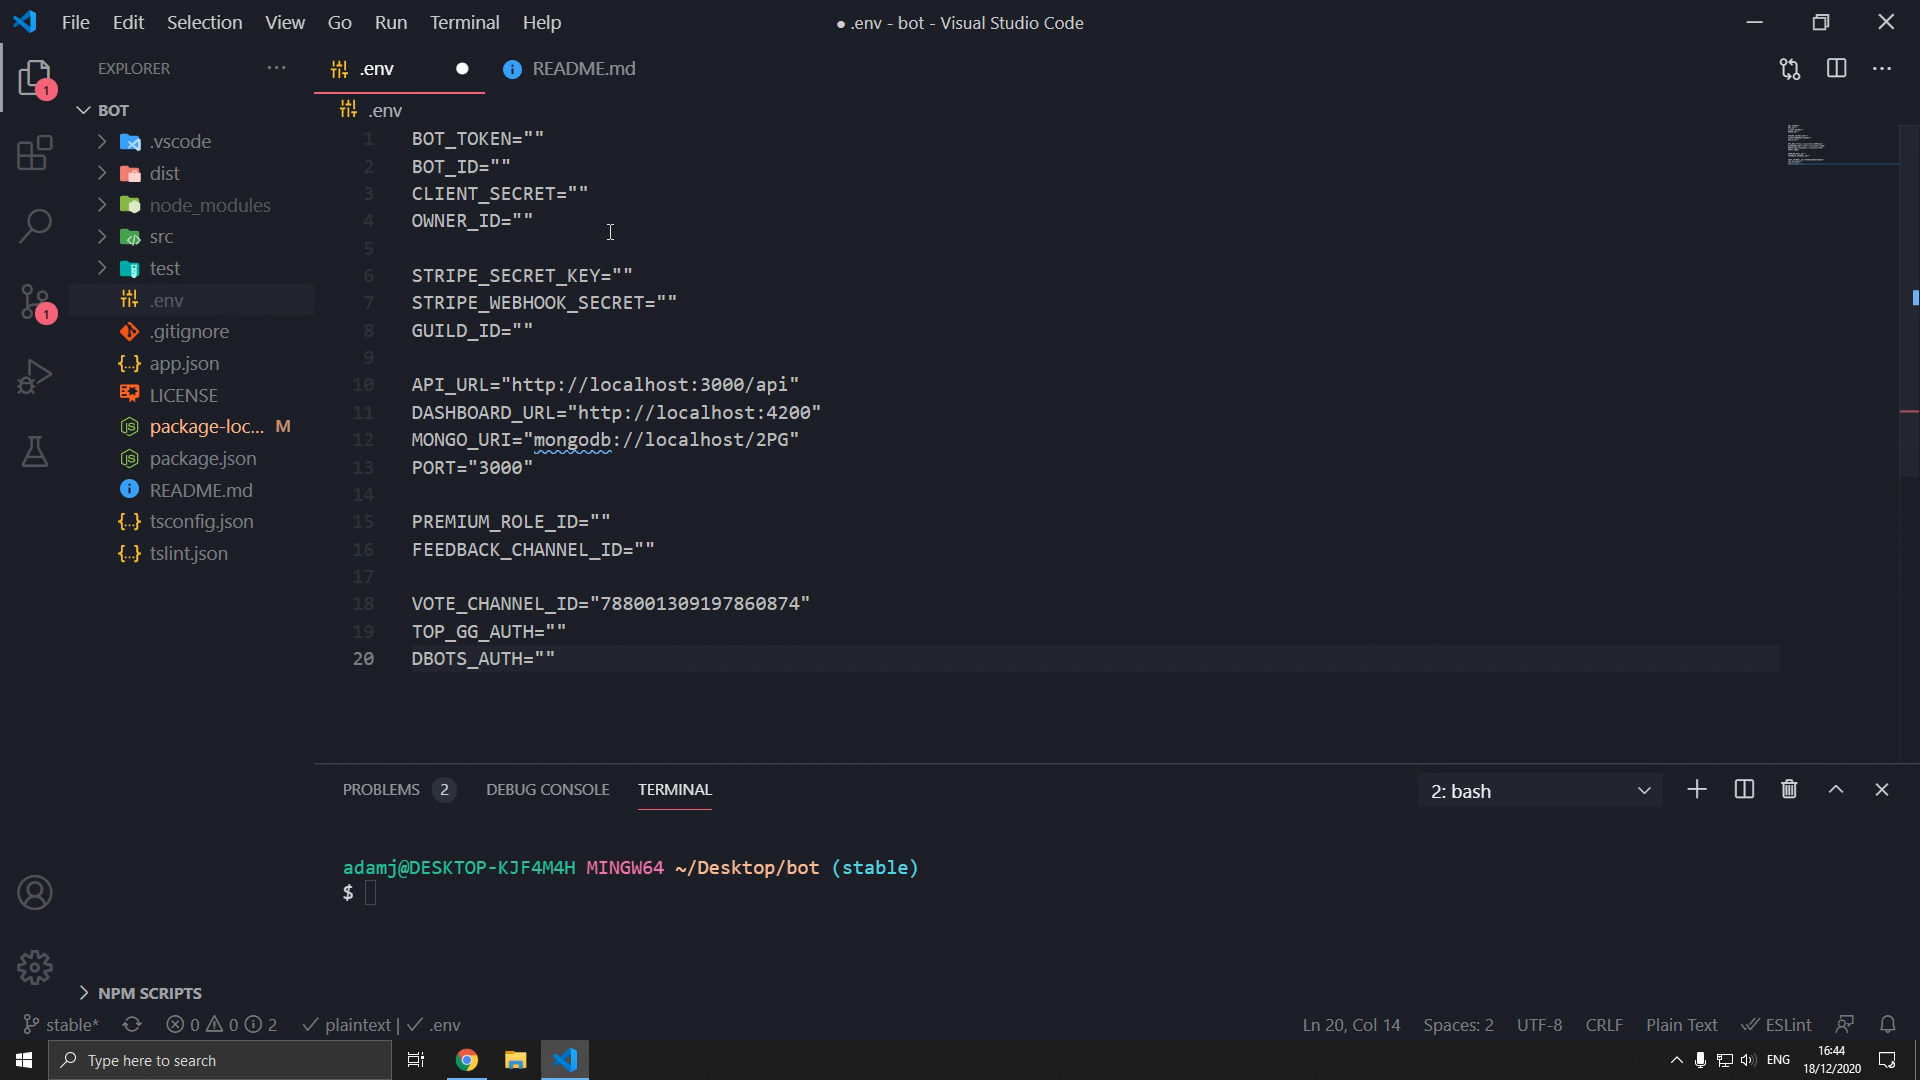 File Edit Selection View Go Run Terminal Help
● .env - bot - Visual Studio Code
EXPLORER
.env
README.md
1
BOT
.env
.vscode
dist
node_modules
src
test
.env
1
.gitignore
app.json
LICENSE
package-loc... M
package.json
README.md
tsconfig.json
tslint.json
1 BOT_TOKEN=""
2 BOT_ID=""
3 CLIENT_SECRET=""
4 OWNER_ID=""
5
6 STRIPE_SECRET_KEY=""
7 STRIPE_WEBHOOK_SECRET=""
8 GUILD_ID=""
9
10 API_URL="http://localhost:3000/api"
11 DASHBOARD_URL="http://localhost:4200"
12 MONGO_URI="mongodb://localhost/2PG"
13 PORT="3000"
14
15 PREMIUM_ROLE_ID=""
16 FEEDBACK_CHANNEL_ID=""
17
18 VOTE_CHANNEL_ID="788001309197860874"
19 TOP_GG_AUTH=""
20 DBOTS_AUTH=""
PROBLEMS 2 DEBUG CONSOLE TERMINAL
2: bash
adamj@DESKTOP-KJF4M4H MINGW64 ~/Desktop/bot (stable)
$
NPM SCRIPTS
stable* 0 0 2 plaintext | .env
Ln 20, Col 14 Spaces: 2 UTF-8 CRLF Plain Text ESLint
Type here to search
ENG
16:44
18/12/2020